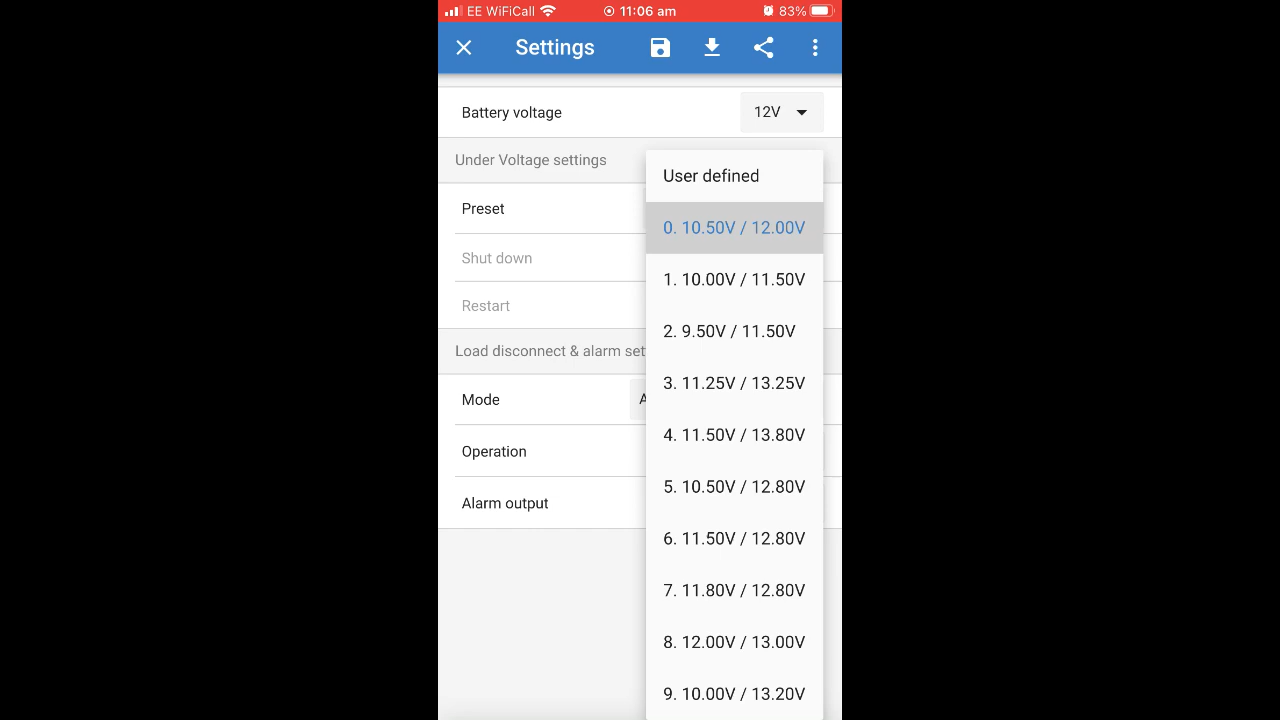 EE WiFiCall 11:06 am 83%
Settings
Battery voltage 12V
Under Voltage settings
User defined
Preset
0. 10.50V / 12.00V
Shut down
1. 10.00V / 11.50V
Restart
2. 9.50V / 11.50V
Load disconnect & alarm set
3. 11.25V / 13.25V
Mode A
4. 11.50V / 13.80V
Operation
5. 10.50V / 12.80V
Alarm output
6. 11.50V / 12.80V
7. 11.80V / 12.80V
8. 12.00V / 13.00V
9. 10.00V / 13.20V